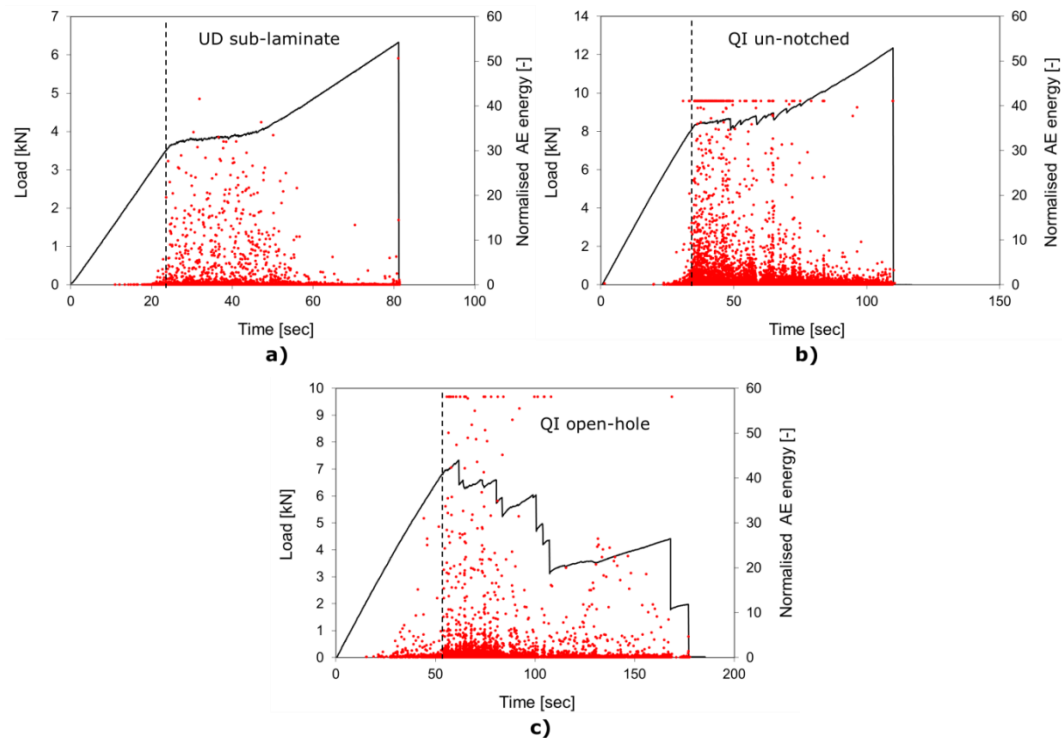 UD sub-laminate
7
6
5
4
3
2
1
0
Load [kN]
60
50
40
30
20
10
0
Normalised AE energy [-]
0 20 40 60 80 100
Time [sec]
a)
QI un-notched
14
12
10
8
6
4
2
0
Load [kN]
60
50
40
30
20
10
0
Normalised AE energy [-]
0 50 100 150
Time [sec]
b)
QI open-hole
10
9
8
7
6
5
4
3
2
1
0
Load [kN]
60
50
40
30
20
10
0
Normalised AE energy [-]
0 50 100 150 200
Time [sec]
c)